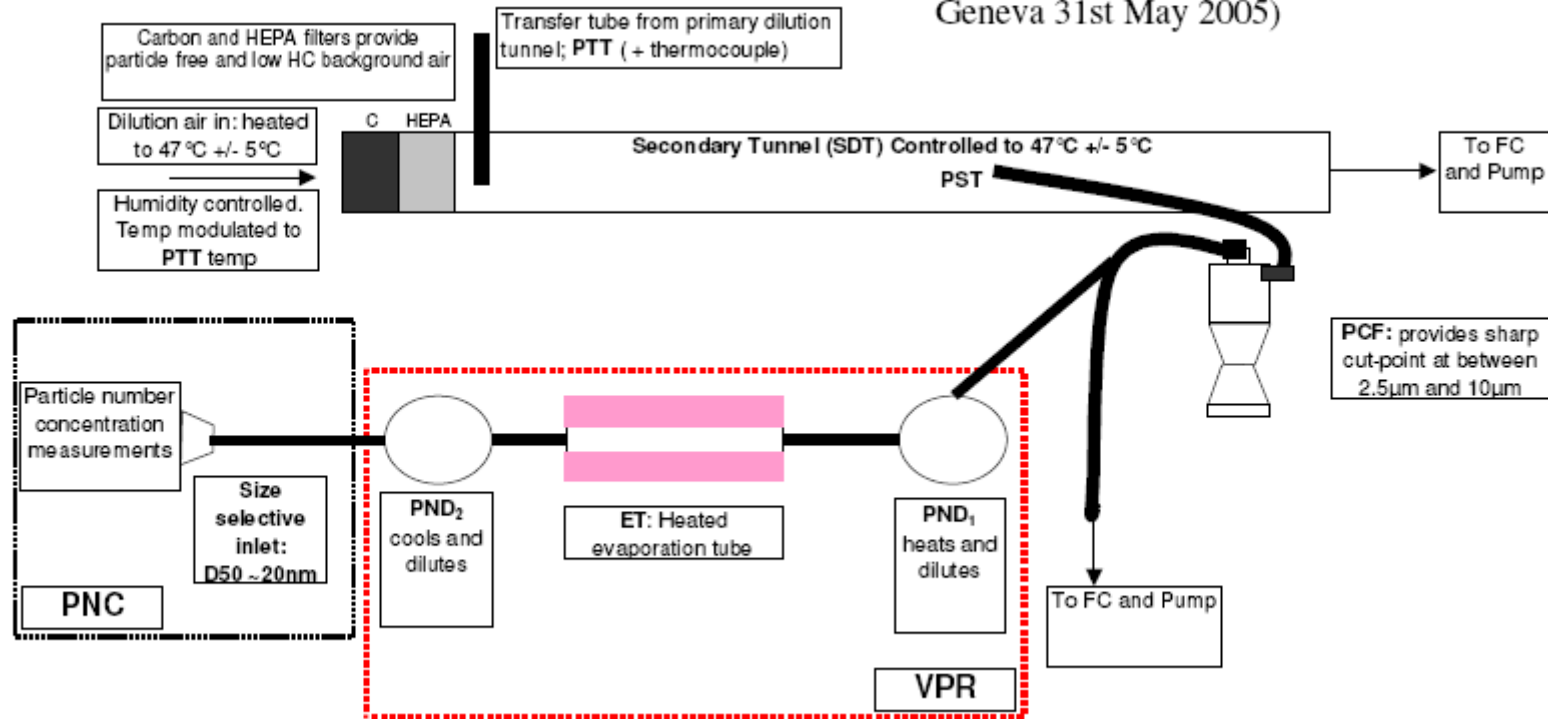 Geneva 31st May 2005)
Carbon and HEPA filters provide
particle free and low HC background air
Transfer tube from primary dilution
tunnel; PTT ( + thermocouple)
Dilution air in: heated
to 47°C +/- 5°C
C HEPA
Secondary Tunnel (SDT) Controlled to 47°C +/- 5°C
PST
To FC
and Pump
Humidity controlled.
Temp modulated to
PTT temp
PCF: provides sharp
cut-point at between
2.5µm and 10µm
Particle number
concentration
measurements
Size
selective
inlet:
D50 ~20nm
PNC
PND₂
cools and
dilutes
ET: Heated
evaporation tube
PND₁
heats and
dilutes
VPR
To FC and Pump